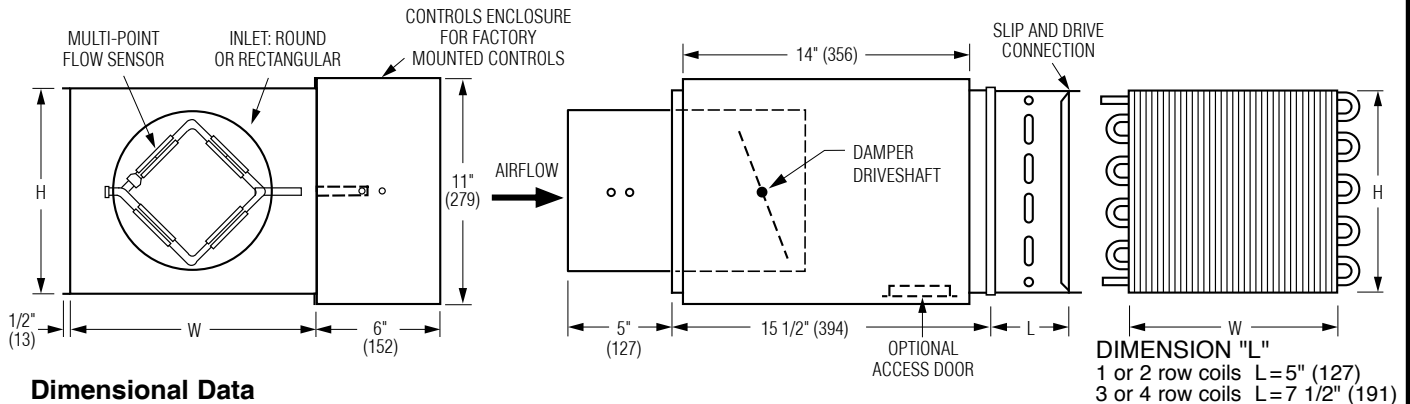 MULTI-POINT
FLOW SENSOR
INLET: ROUND
OR RECTANGULAR
CONTROLS ENCLOSURE
FOR FACTORY
MOUNTED CONTROLS
H
11"
(279)
1/2"
(13)
W
6"
(152)
AIRFLOW
14" (356)
SLIP AND DRIVE
CONNECTION
DAMPER
DRIVESHAFT
5"
(127)
15 1/2" (394)
L
OPTIONAL
ACCESS DOOR
H
W
DIMENSION "L"
1 or 2 row coils L=5" (127)
3 or 4 row coils L=7 1/2" (191)
Dimensional Data